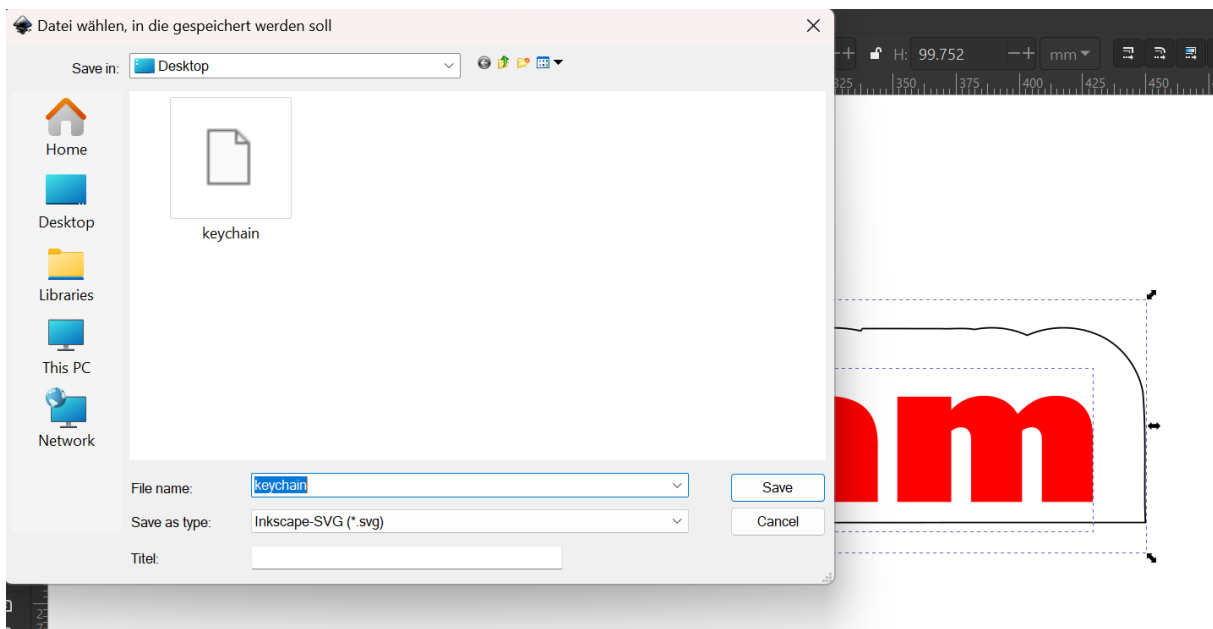 Datei wählen, in die gespeichert werden soll
Save in: Desktop
H: 99.752 mm
325 350 375 400 425 450
Home
Desktop
Libraries
This PC
Network
keychain
File name: keychain
Save as type: Inkscape-SVG (*.svg)
Titel:
Save
Cancel
am